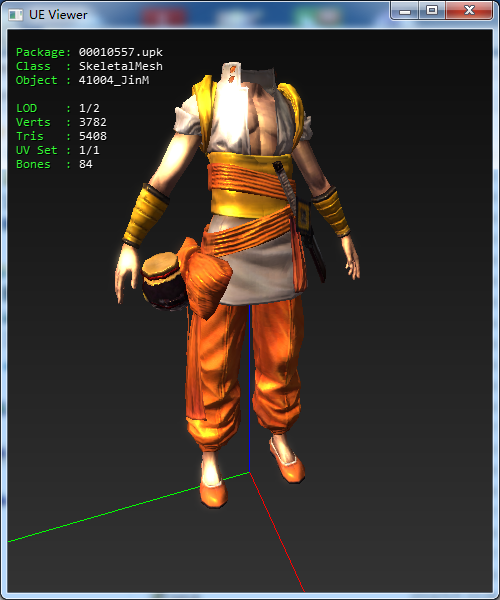 UE Viewer
Package: 00010557.upk
Class : SkeletalMesh
Object : 41004_JinM
LOD : 1/2
Verts : 3782
Tris : 5408
UV Set : 1/1
Bones : 84